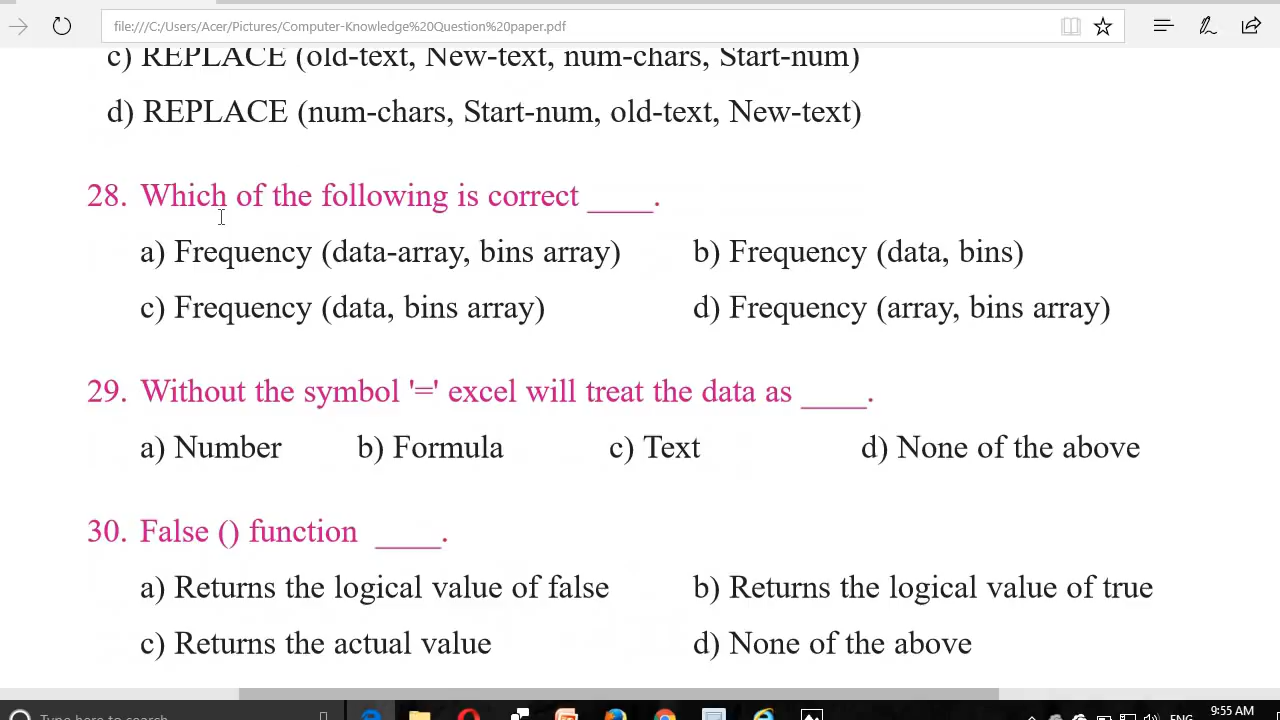 file:///C:/Users/Acer/Pictures/Computer-Knowledge%20Question%20paper.pdf
c) REPLACE (old-text, New-text, num-chars, Start-num)
d) REPLACE (num-chars, Start-num, old-text, New-text)
28. Which of the following is correct ____.
a) Frequency (data-array, bins array) b) Frequency (data, bins)
c) Frequency (data, bins array) d) Frequency (array, bins array)
29. Without the symbol '=' excel will treat the data as ____.
a) Number b) Formula c) Text d) None of the above
30. False () function ____.
a) Returns the logical value of false b) Returns the logical value of true
c) Returns the actual value d) None of the above
9:55 AM
Type here to search ENG